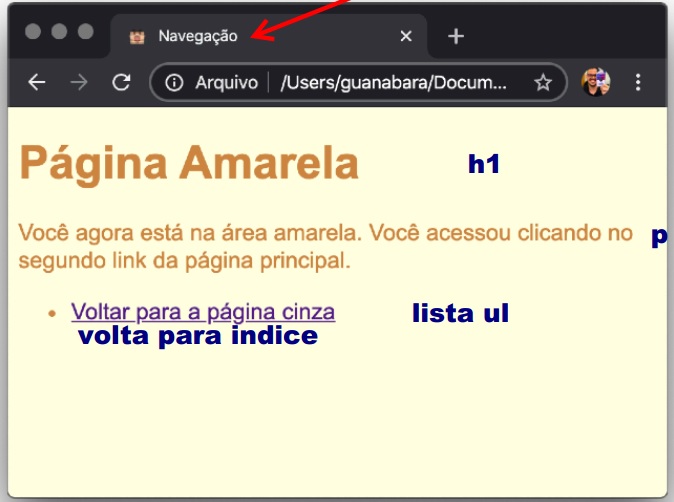 Navegação
Arquivo /Users/guanabara/Docum...
Página Amarela h1
Você agora está na área amarela. Você acessou clicando no p
segundo link da página principal.
Voltar para a página cinza lista ul
volta para indice